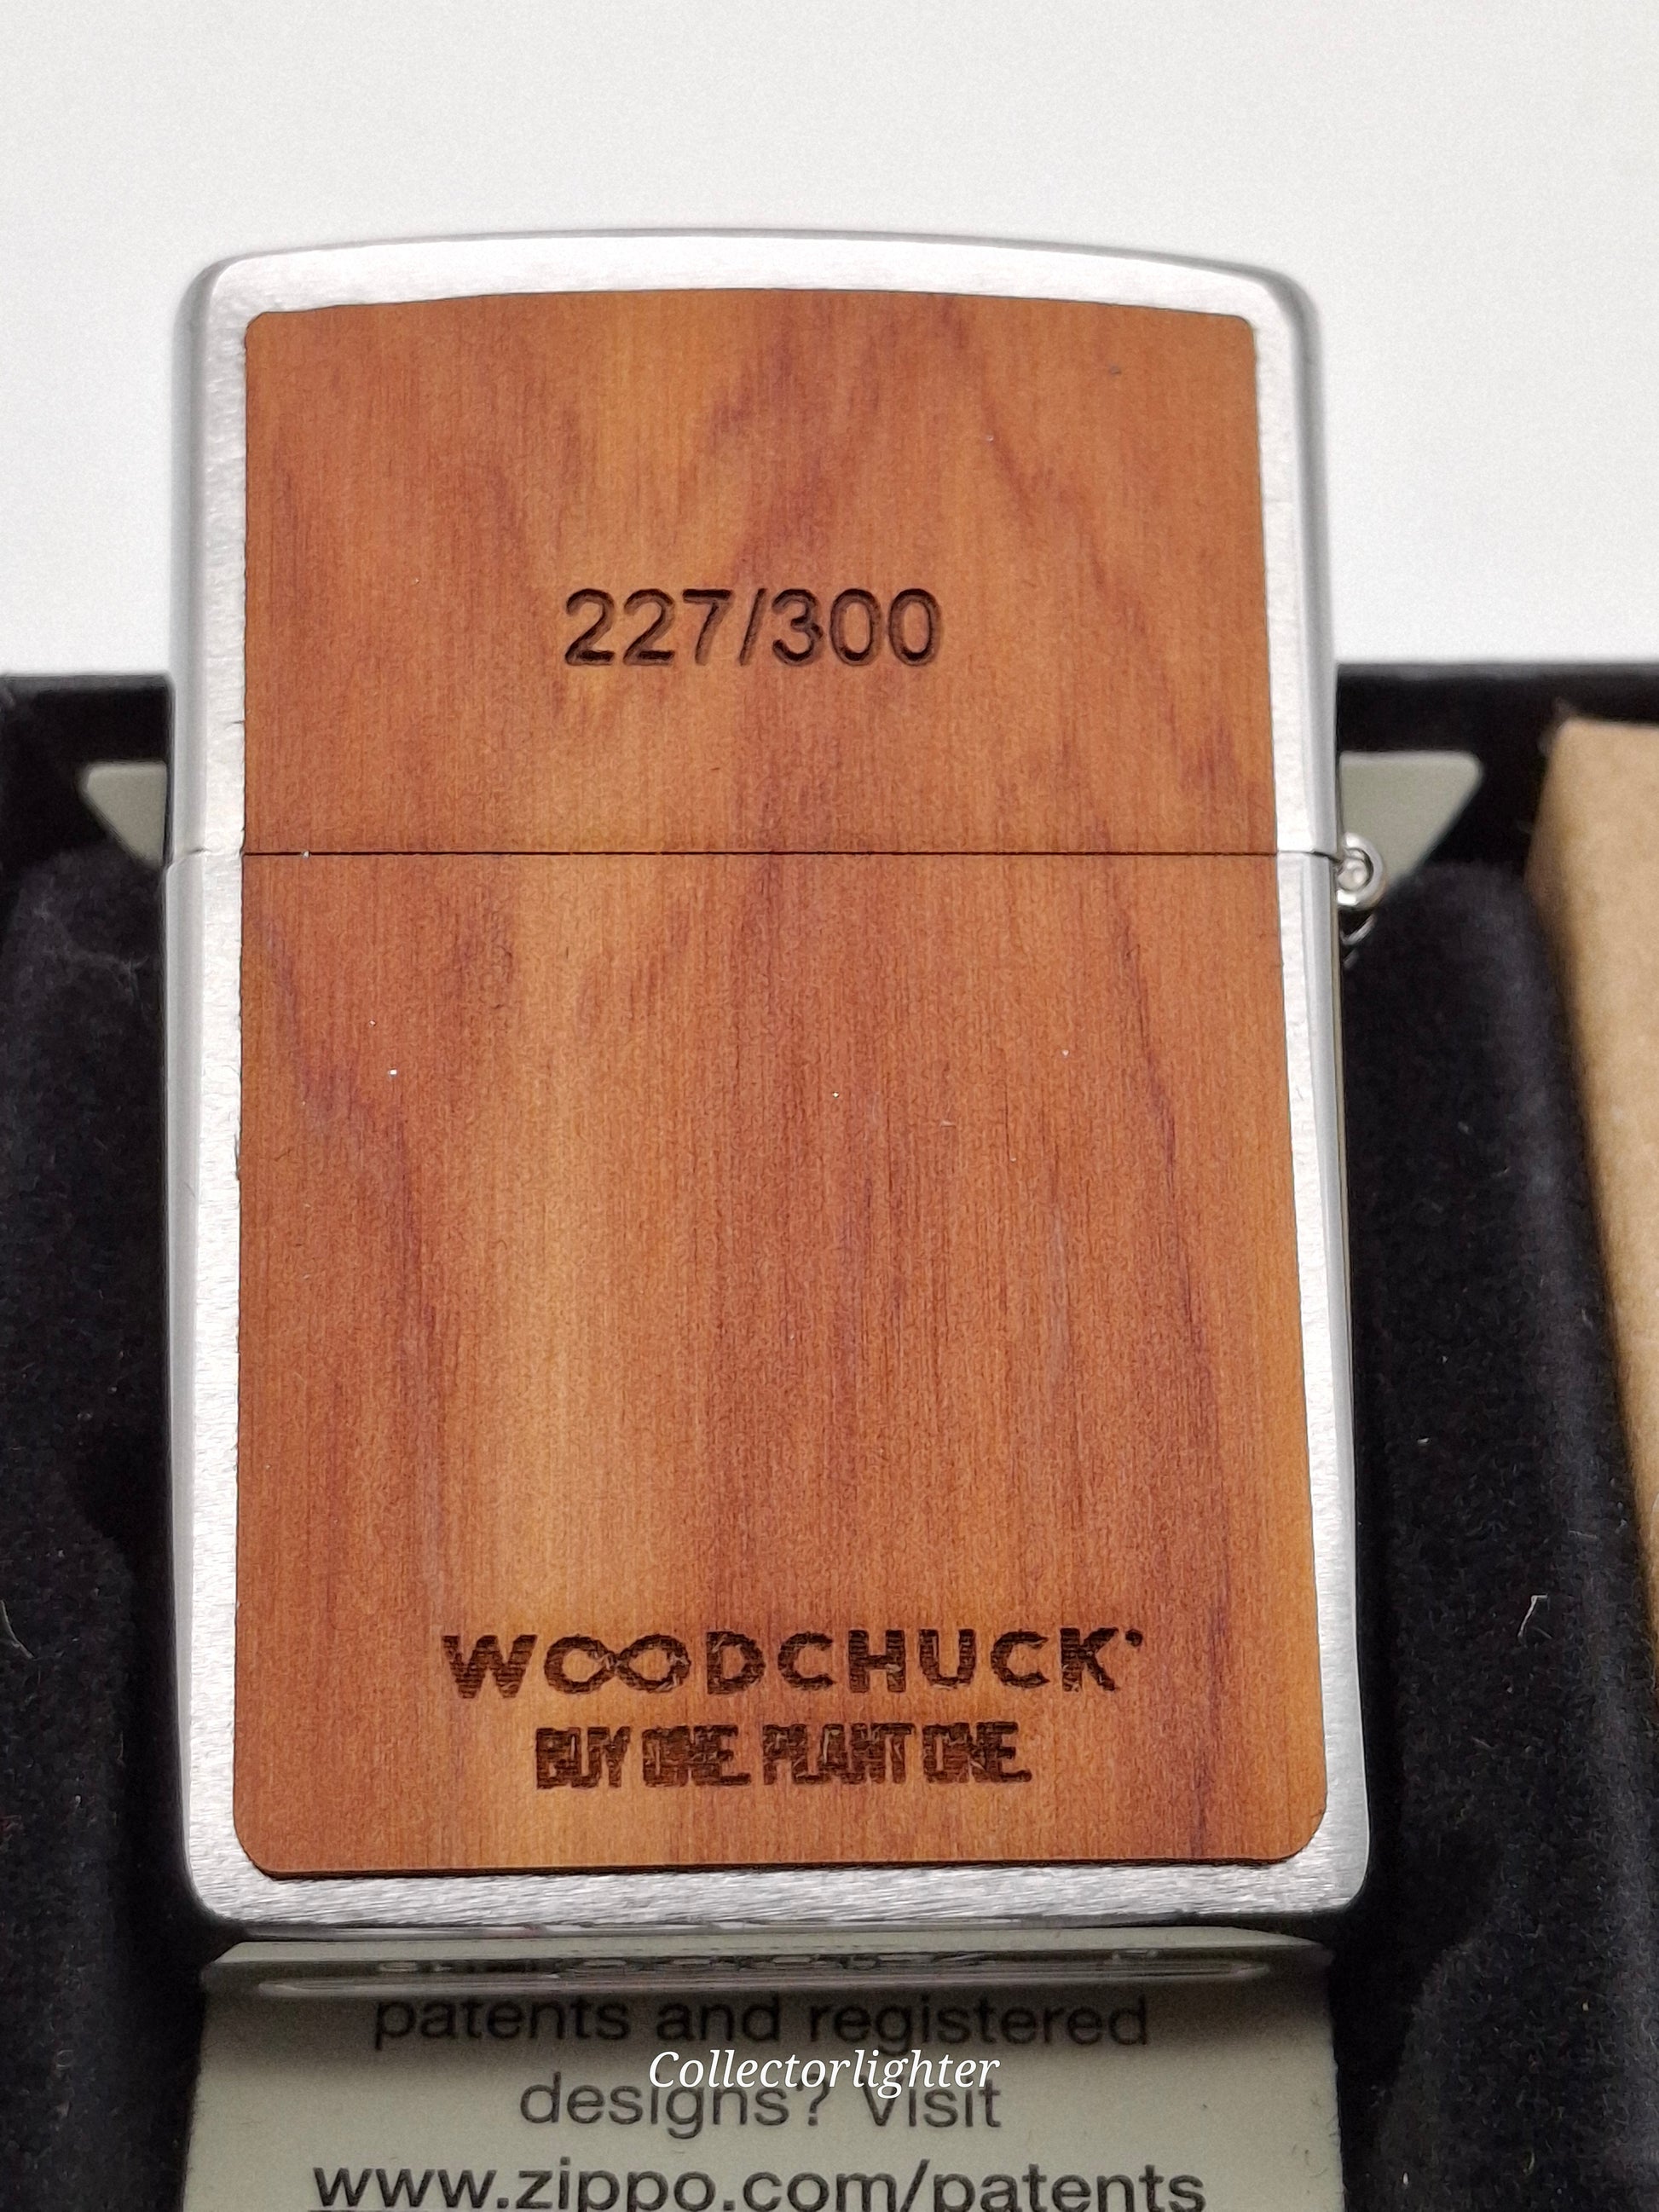 227/300
WOODCHUCK
BUY ONE. PLANT ONE.
patents and registered
Collectorlighter
designs? Visit
www.zippo.com/patents